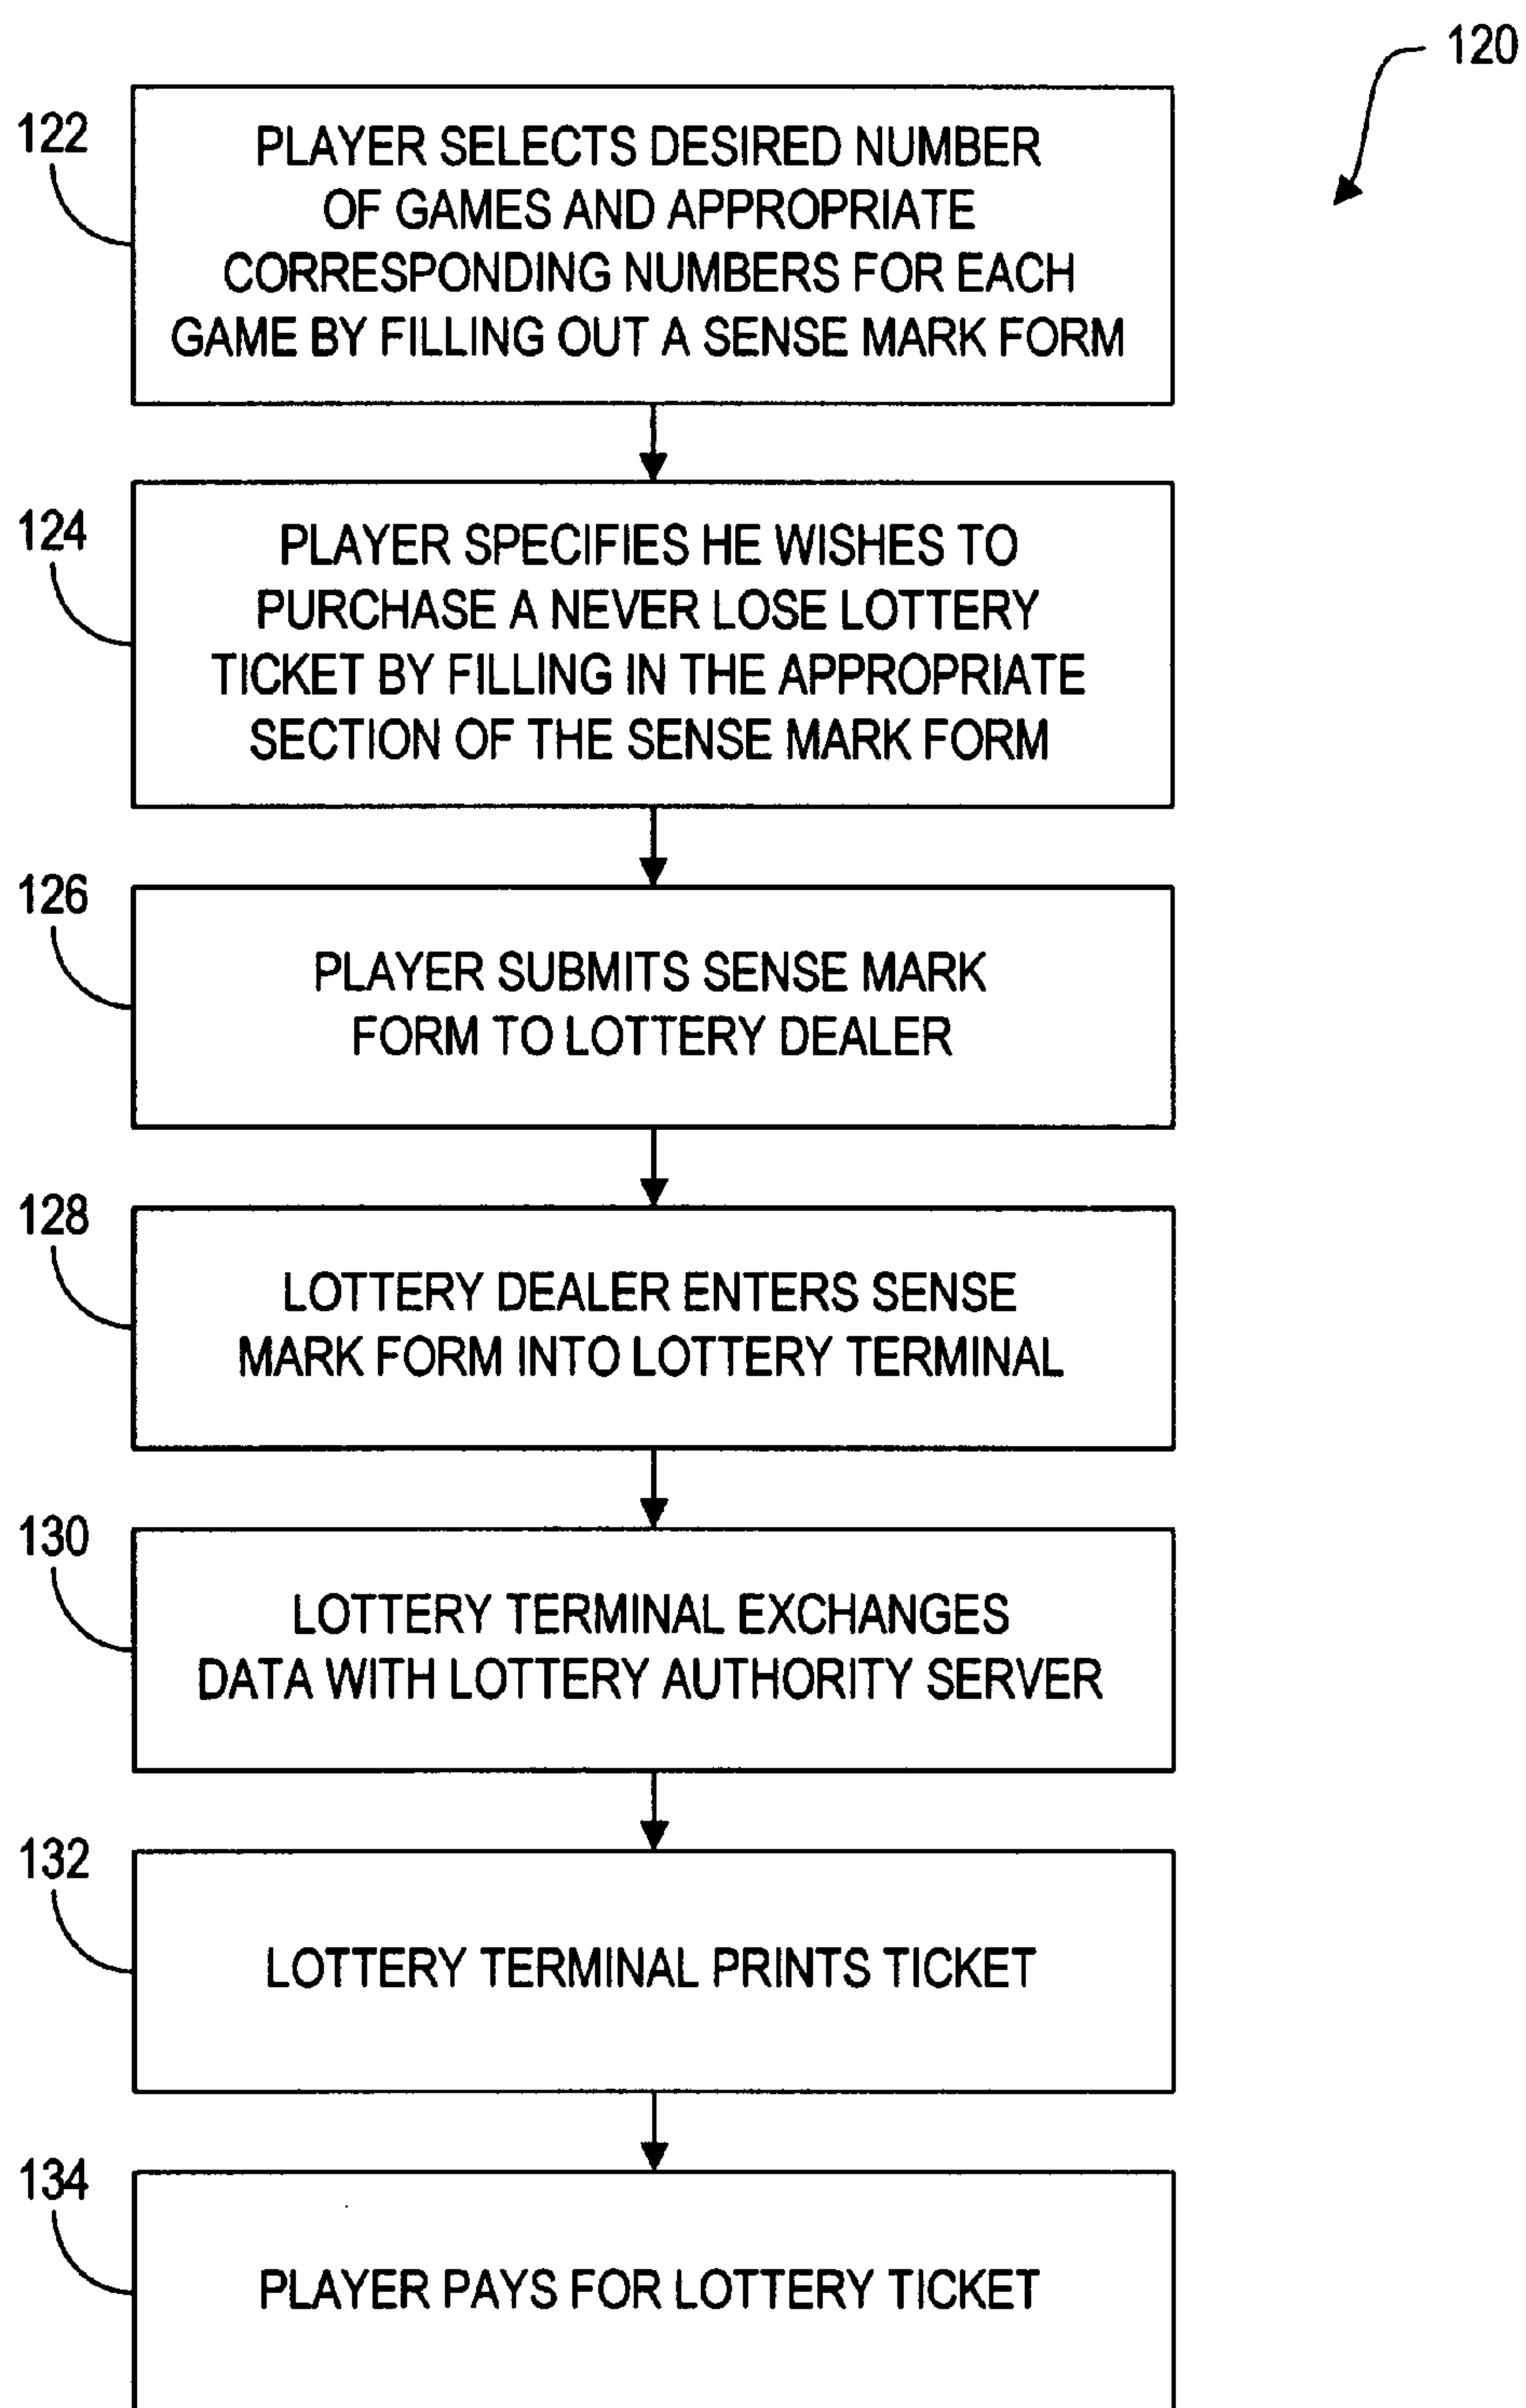 120
122
PLAYER SELECTS DESIRED NUMBER
OF GAMES AND APPROPRIATE
CORRESPONDING NUMBERS FOR EACH
GAME BY FILLING OUT A SENSE MARK FORM
124
PLAYER SPECIFIES HE WISHES TO
PURCHASE A NEVER LOSE LOTTERY
TICKET BY FILLING IN THE APPROPRIATE
SECTION OF THE SENSE MARK FORM
126
PLAYER SUBMITS SENSE MARK
FORM TO LOTTERY DEALER
128
LOTTERY DEALER ENTERS SENSE
MARK FORM INTO LOTTERY TERMINAL
130
LOTTERY TERMINAL EXCHANGES
DATA WITH LOTTERY AUTHORITY SERVER
132
LOTTERY TERMINAL PRINTS TICKET
134
PLAYER PAYS FOR LOTTERY TICKET